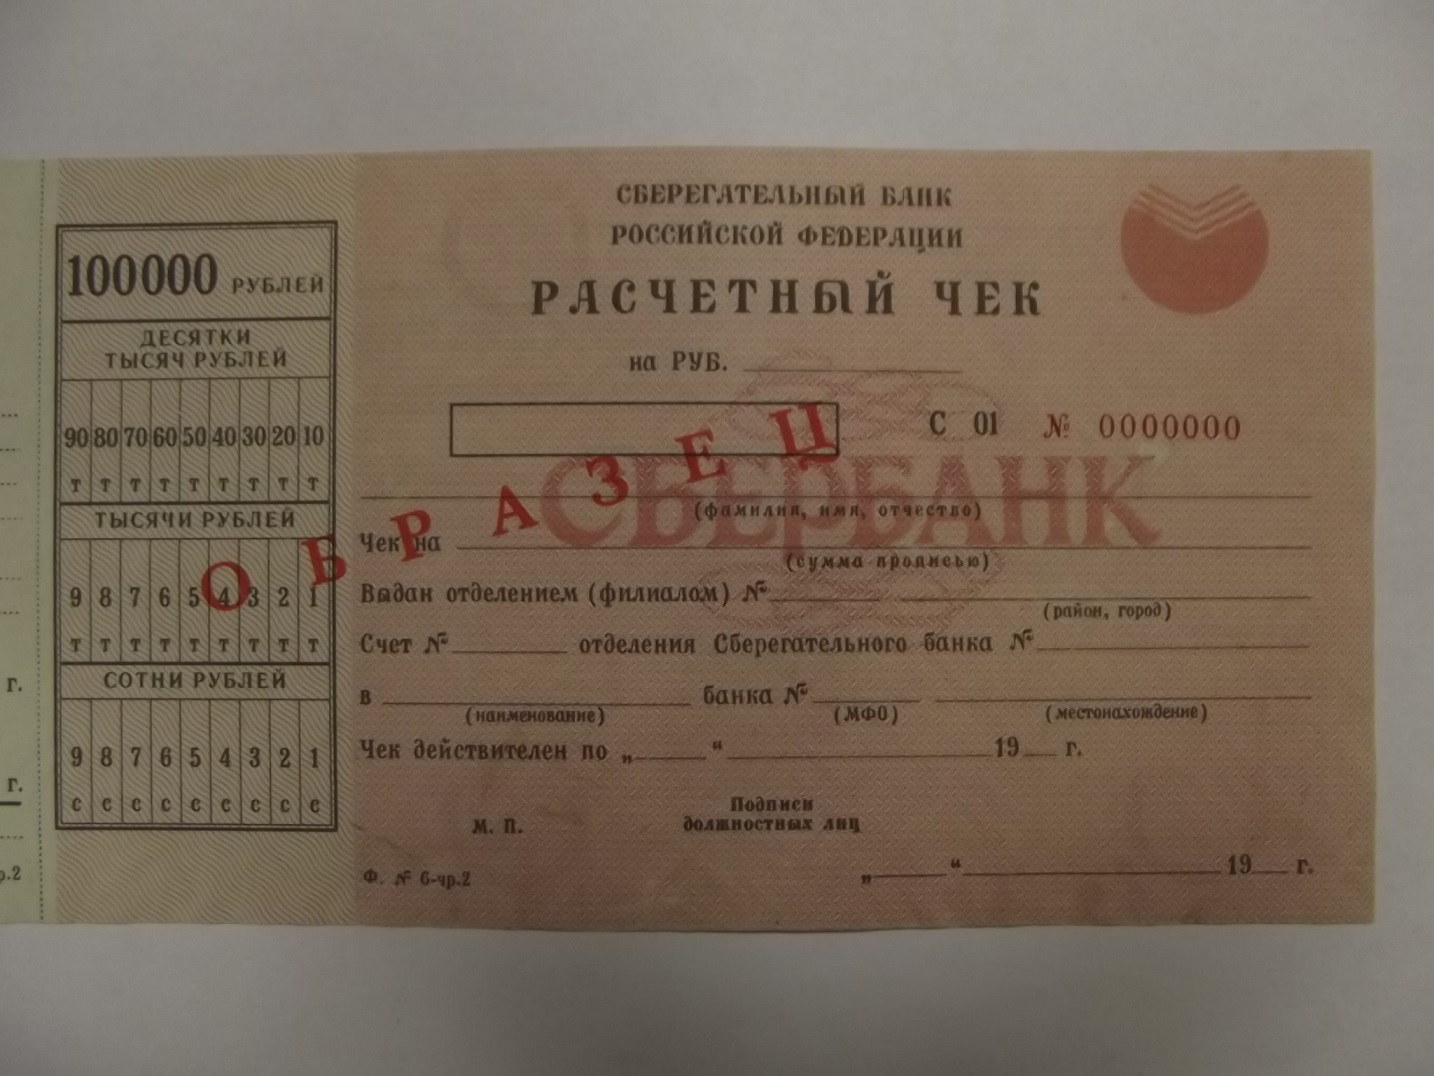 СБЕРЕГАТЕЛЬНЫЙ БАНК
РОССИЙСКОЙ ФЕДЕРАЦИИ
РАСЧЕТНЫЙ ЧЕК
на РУБ.
С 01 № 0000000
ОБРАЗЕЦ
СБЕРБАНК
(фамилия, имя, отчество)
Чек на
(сумма прописью)
Выдан отделением (филиалом) №
(район, город)
Счет № отделения Сберегательного банка №
в банка №
(наименование) (МФО) (местонахождение)
Чек действителен по „ “ 19 г.
Подписи
М. П. должностных лиц
„ “ 19 г.
Ф. № 6-чр.2
100000 РУБЛЕЙ
ДЕСЯТКИ
ТЫСЯЧ РУБЛЕЙ
90 80 70 60 50 40 30 20 10
т т т т т т т т т
ТЫСЯЧИ РУБЛЕЙ
9 8 7 6 5 4 3 2 1
т т т т т т т т т
СОТНИ РУБЛЕЙ
9 8 7 6 5 4 3 2 1
с с с с с с с с с
г.
г.
р.2